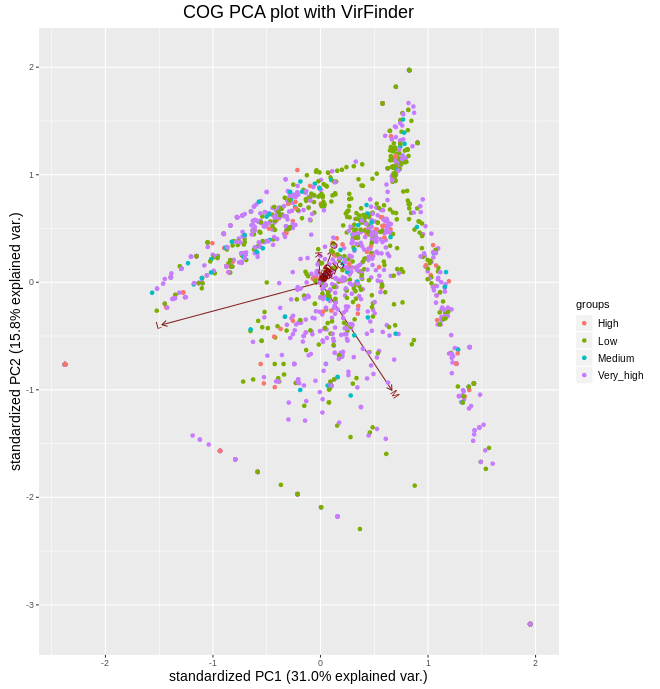 COG PCA plot with VirFinder
standardized PC2 (15.8% explained var.)
2
1
0
-1
-2
-3
L
M
-2
-1
0
1
2
standardized PC1 (31.0% explained var.)
groups
High
Low
Medium
Very_high